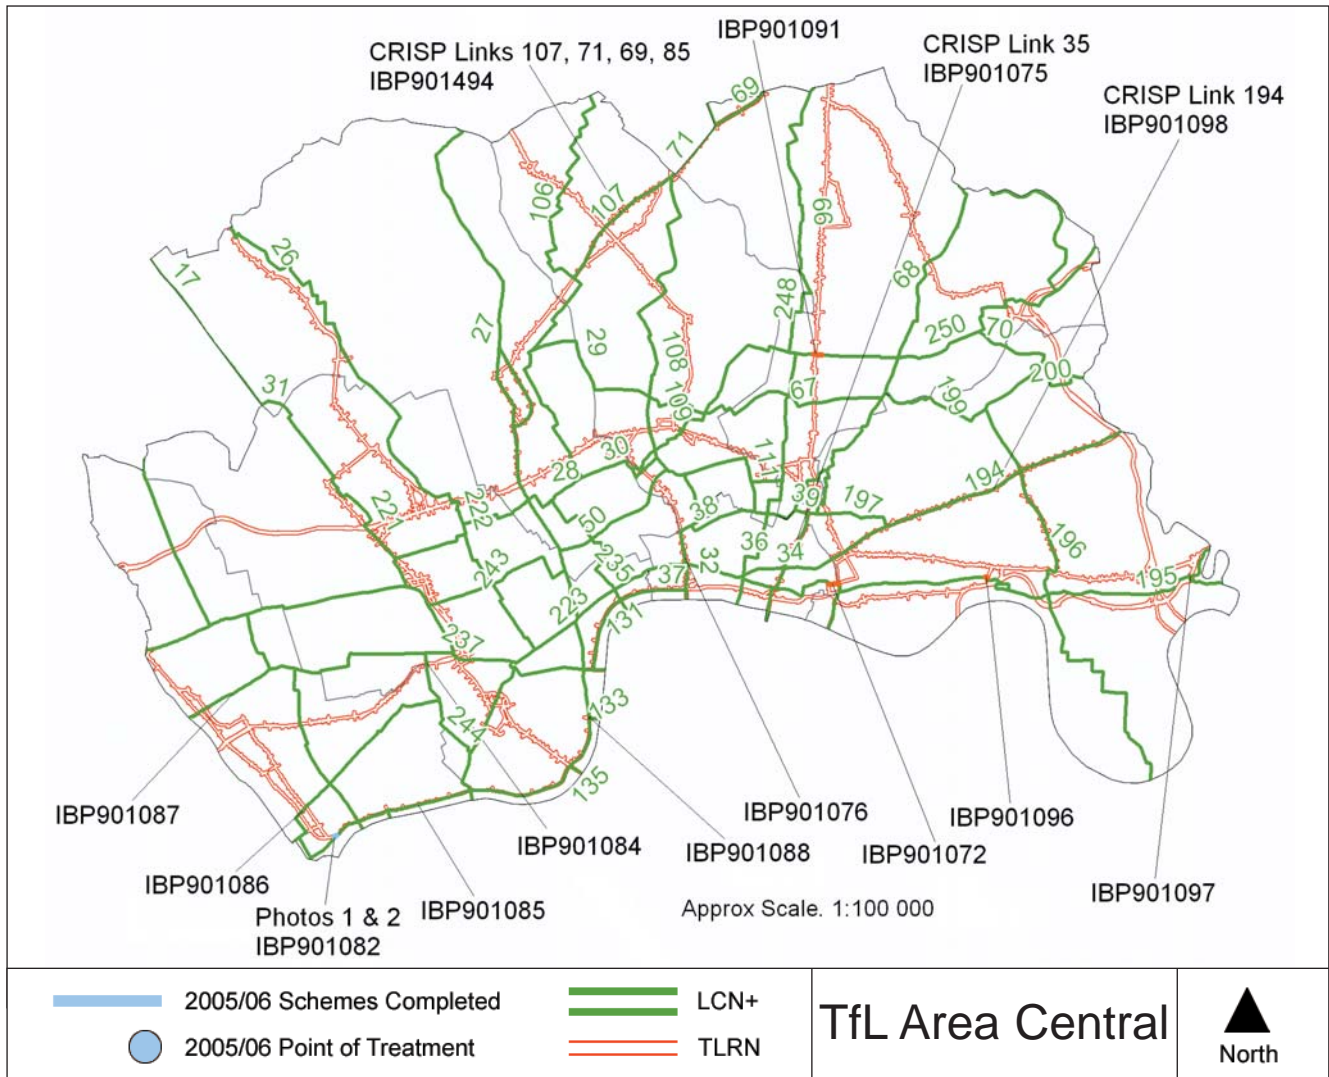 IBP901091
CRISP Links 107, 71, 69, 85
IBP901494
CRISP Link 35
IBP901075
CRISP Link 194
IBP901098
69
71
106
107
99
26
17
68
27
248
29
108
250
70
31
200
67
199
109
30
111
28
194
221
222
50
38
39
197
36
34
196
235
32
37
243
195
223
131
237
133
244
135
IBP901087
IBP901084
IBP901088
IBP901076
IBP901072
IBP901096
IBP901097
IBP901086
IBP901085
Photos 1 & 2
IBP901082
Approx Scale. 1:100 000
2005/06 Schemes Completed
2005/06 Point of Treatment
LCN+
TLRN
TfL Area Central
North